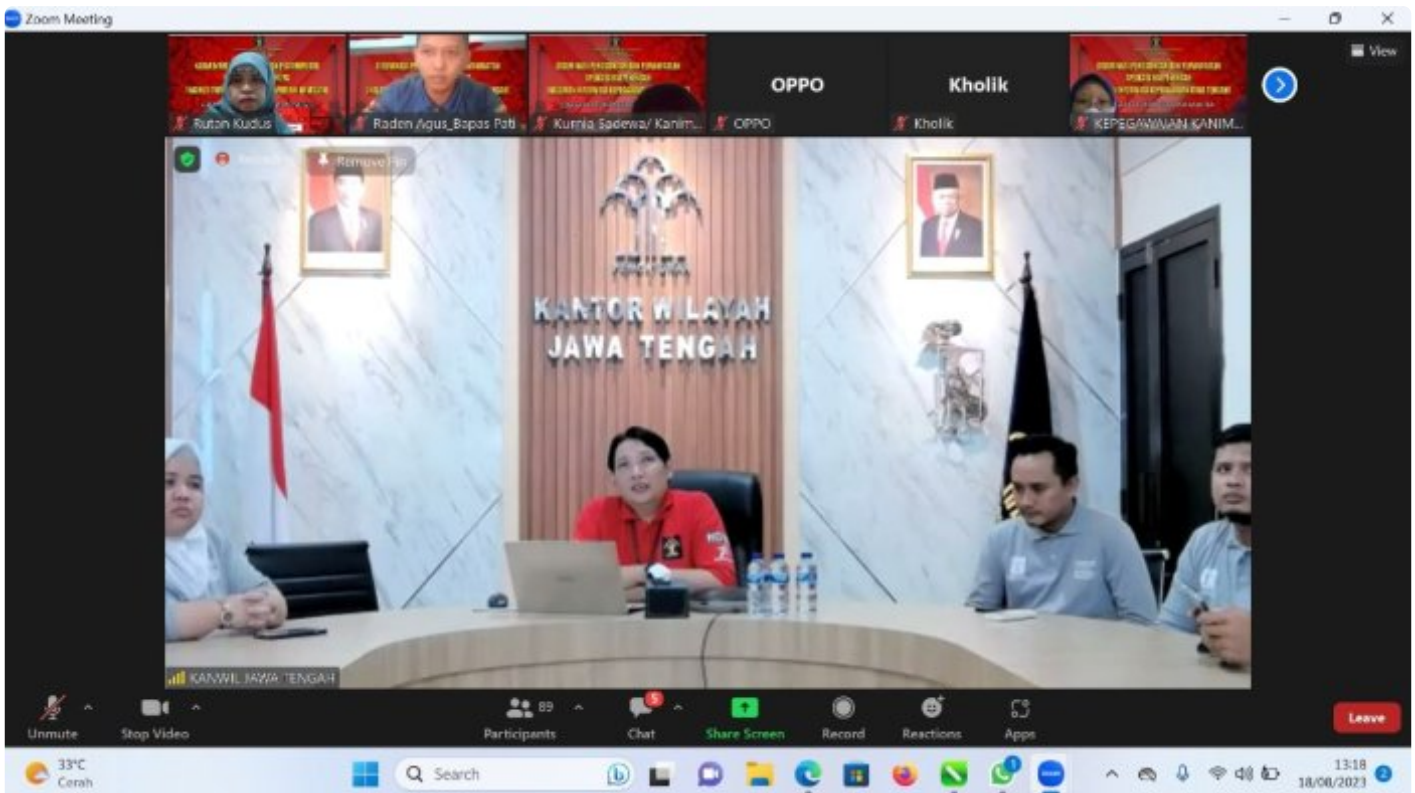 Zoom Meeting
View
OPPO
Kholik
Rutan Kudus
Raden Agus_Bapas Pati
Kurnia Sadewa/ Kanim...
OPPO
Kholik
KEPEGAWAIAN KANIM...
Remove Pin
KANTOR WILAYAH
JAWA TENGAH
KANWIL JAWA TENGAH
89
5
Unmute
Stop Video
Participants
Chat
Share Screen
Record
Reactions
Apps
Leave
33°C
Cerah
Search
13:18
18/08/2023
2